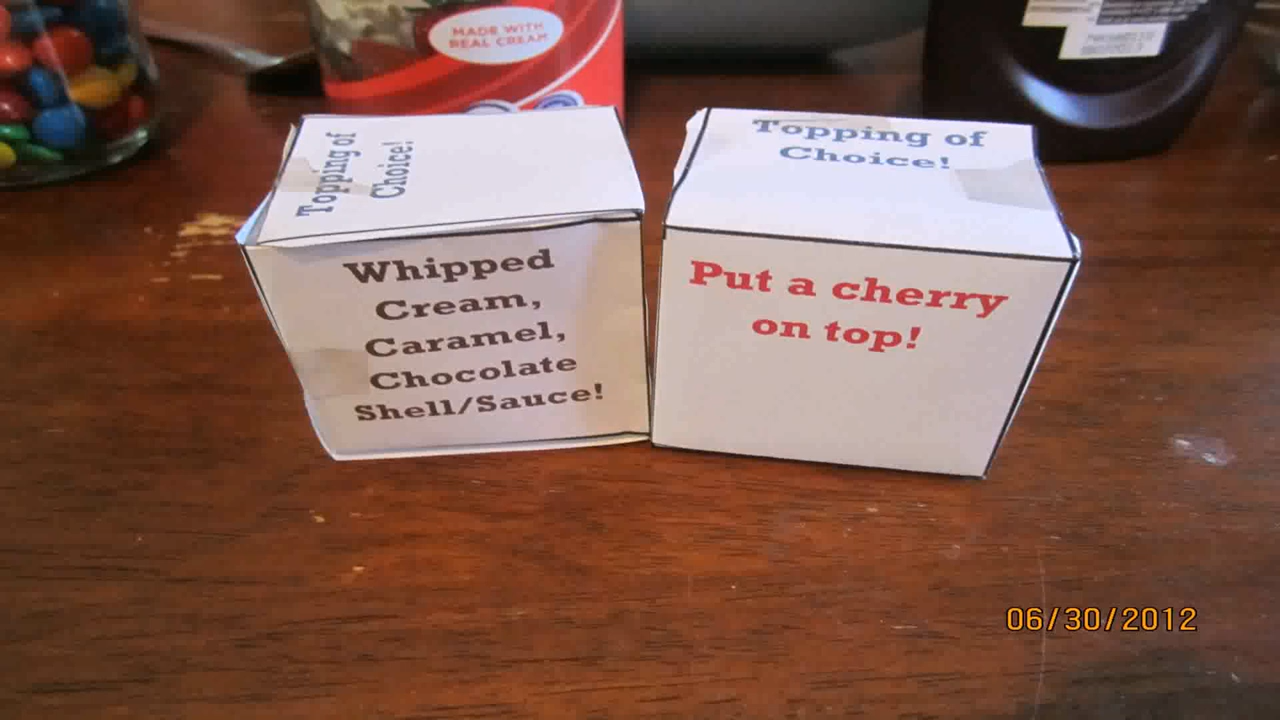 MADE WITH
REAL CREAM
Topping of
Choice!
Topping of
Choice!
Whipped
Cream,
Caramel,
Chocolate
Shell/Sauce!
Put a cherry
on top!
06/30/2012